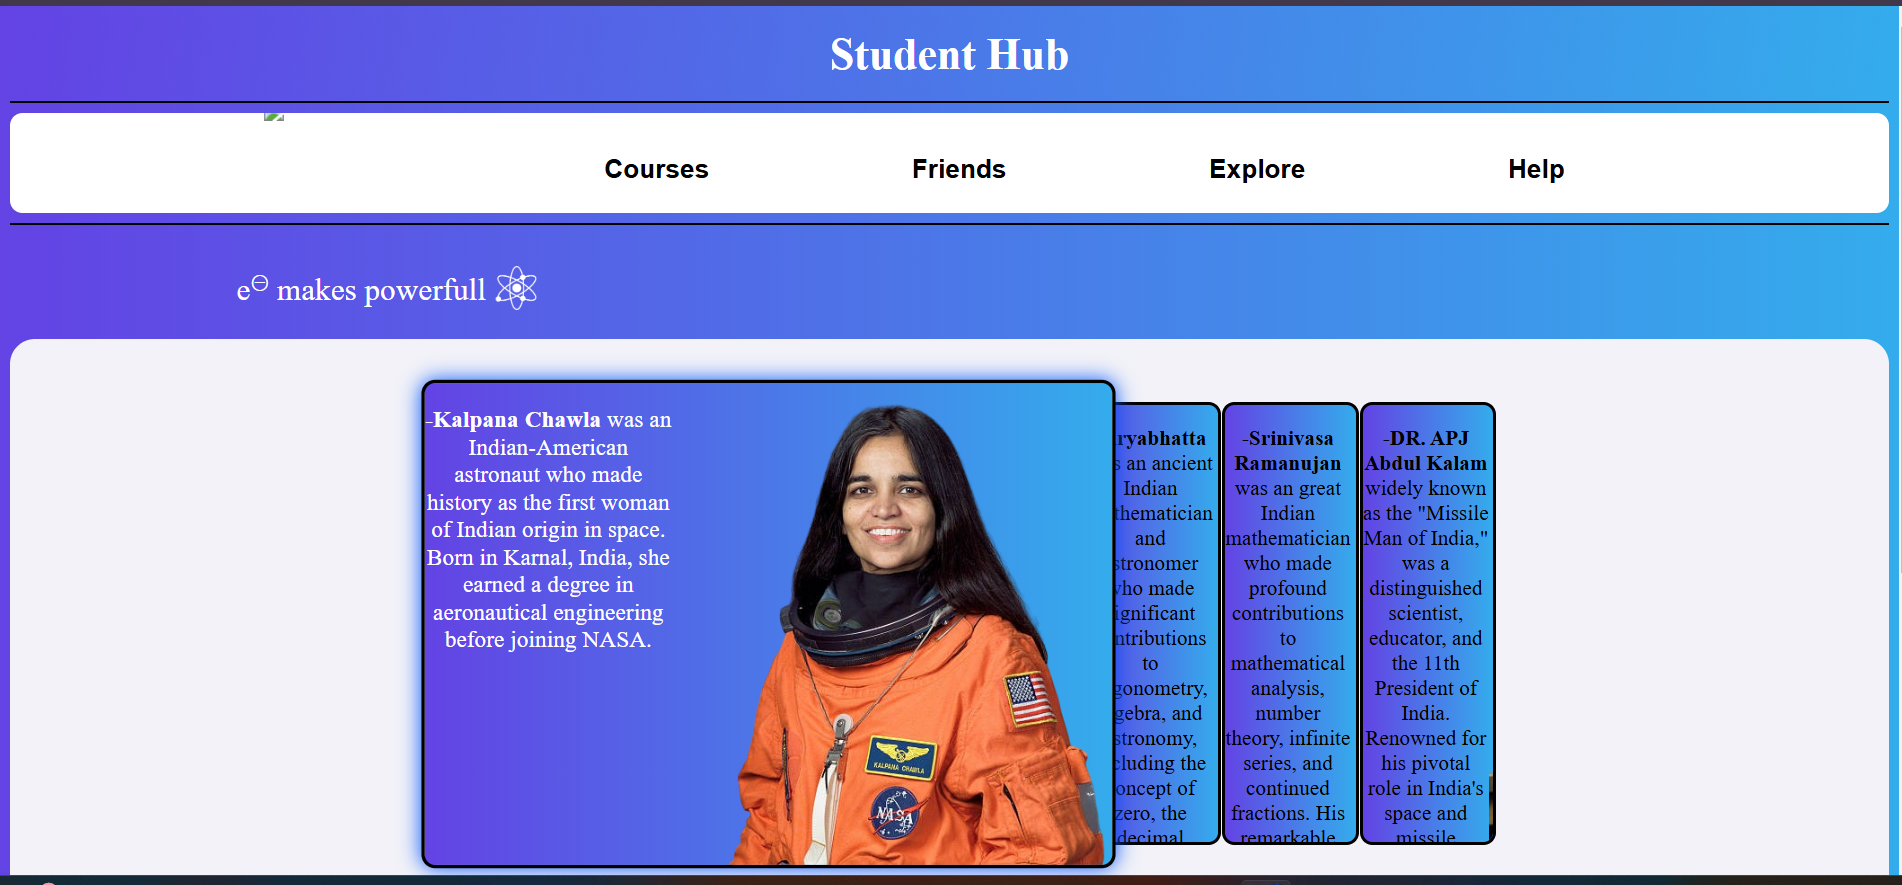 Student Hub
Courses Friends Explore Help
e⊖ makes powerfull
-Kalpana Chawla was an
Indian-American
astronaut who made
history as the first woman
of Indian origin in space.
Born in Karnal, India, she
earned a degree in
aeronautical engineering
before joining NASA.
KALPANA CHAWLA
NASA
ryabhatta
s an ancient
Indian
thematician
and
stronomer
ho made
ignificant
ntributions
to
gonometry,
gebra, and
stronomy,
cluding the
oncept of
zero, the
decimal
-Srinivasa
Ramanujan
was an great
Indian
mathematician
who made
profound
contributions
to
mathematical
analysis,
number
theory, infinite
series, and
continued
fractions. His
remarkable
-DR. APJ
Abdul Kalam
widely known
as the "Missile
Man of India,"
was a
distinguished
scientist,
educator, and
the 11th
President of
India.
Renowned for
his pivotal
role in India's
space and
missile